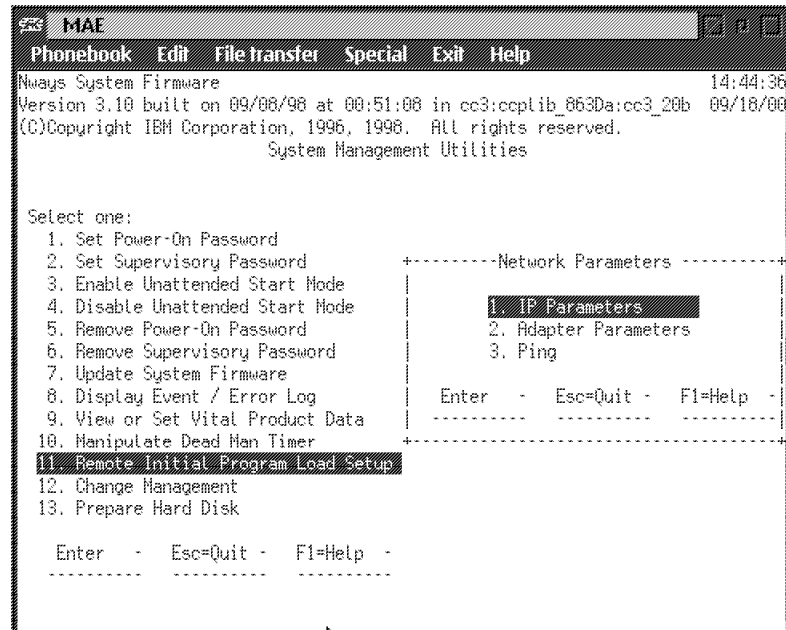 MAE
Phonebook Edit File transfer Special Exit Help
Nways System Firmware 14:44:36
Version 3.10 built on 09/08/98 at 00:51:08 in cc3:ccplib_863Da:cc3_20b 09/18/00
(C)Copyright IBM Corporation, 1996, 1998. All rights reserved.
System Management Utilities
Select one:
1. Set Power-On Password
2. Set Supervisory Password
3. Enable Unattended Start Mode
4. Disable Unattended Start Mode
5. Remove Power-On Password
6. Remove Supervisory Password
7. Update System Firmware
8. Display Event / Error Log
9. View or Set Vital Product Data
10. Manipulate Dead Man Timer
11. Remote Initial Program Load Setup
12. Change Management
13. Prepare Hard Disk
Enter - Esc=Quit - F1=Help -
Network Parameters
1. IP Parameters
2. Adapter Parameters
3. Ping
Enter - Esc=Quit - F1=Help -